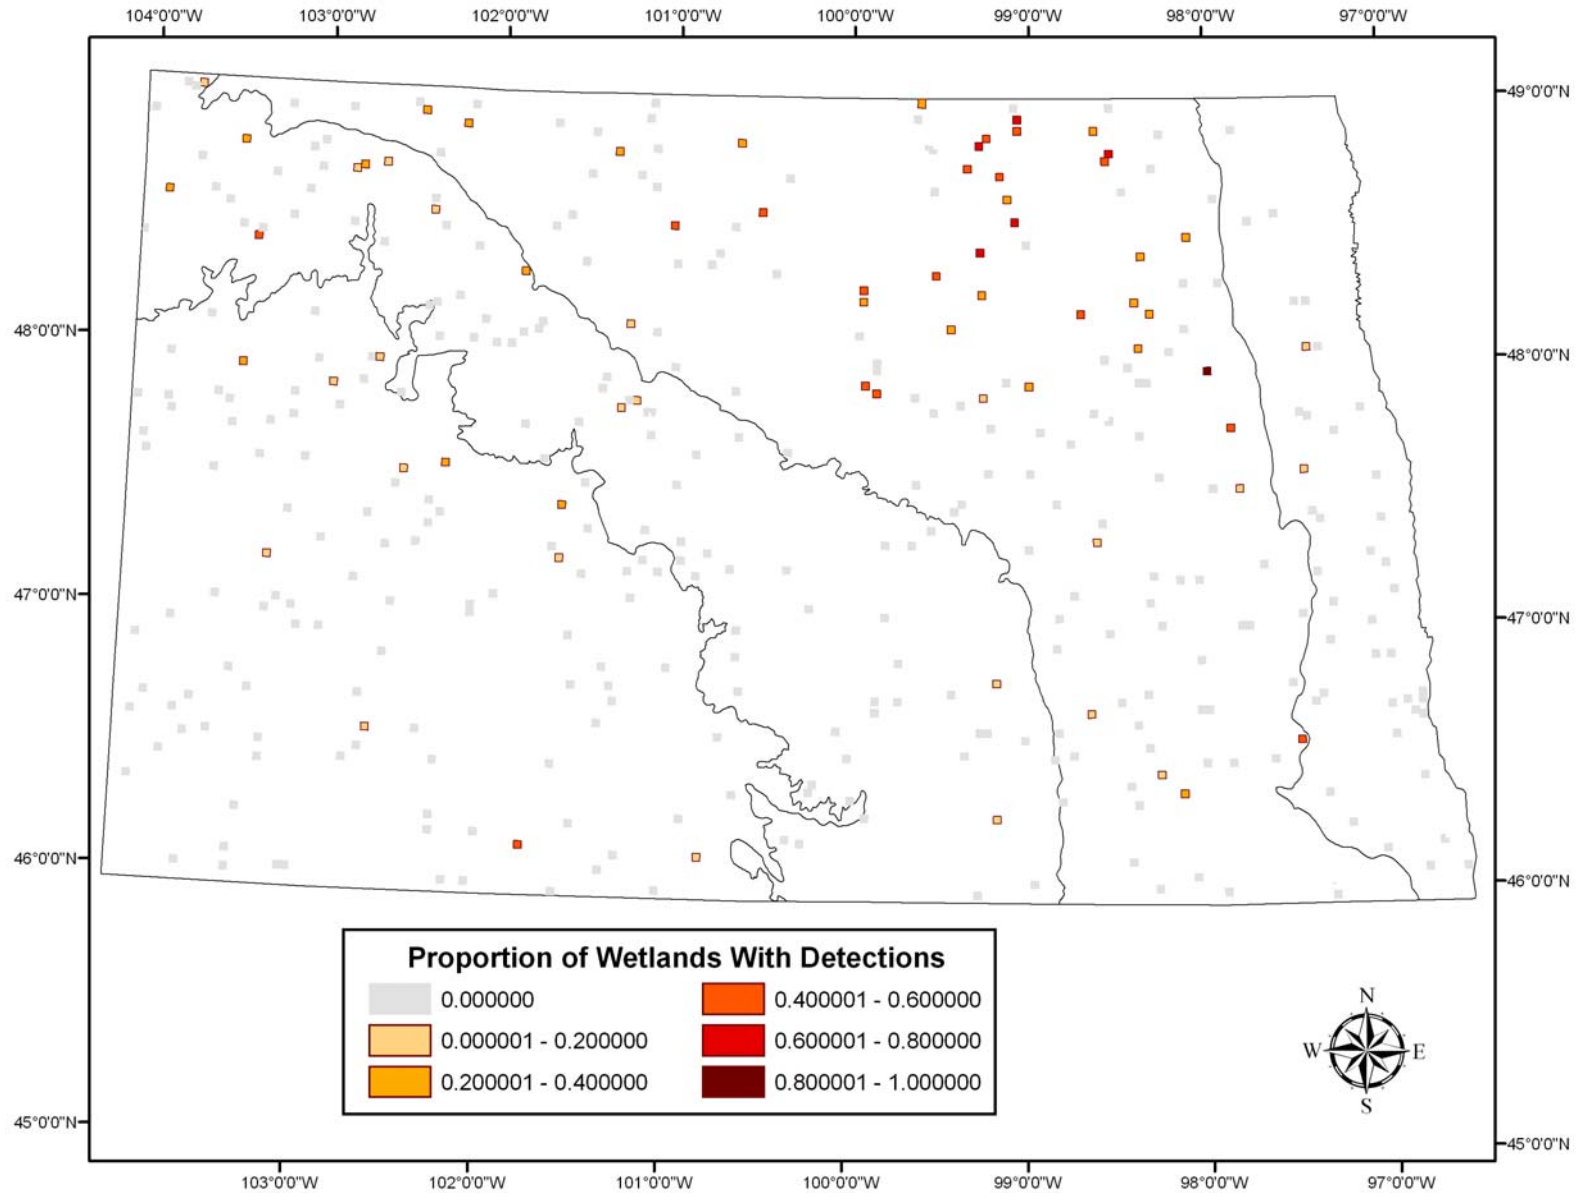 104°0'0"W 103°0'0"W 102°0'0"W 101°0'0"W 100°0'0"W 99°0'0"W 98°0'0"W 97°0'0"W
49°0'0"N
48°0'0"N 48°0'0"N
47°0'0"N 47°0'0"N
46°0'0"N 46°0'0"N
Proportion of Wetlands With Detections
0.000000 0.400001 - 0.600000
0.000001 - 0.200000 0.600001 - 0.800000
0.200001 - 0.400000 0.800001 - 1.000000
N
W E
S
45°0'0"N 45°0'0"N
103°0'0"W 102°0'0"W 101°0'0"W 100°0'0"W 99°0'0"W 98°0'0"W 97°0'0"W